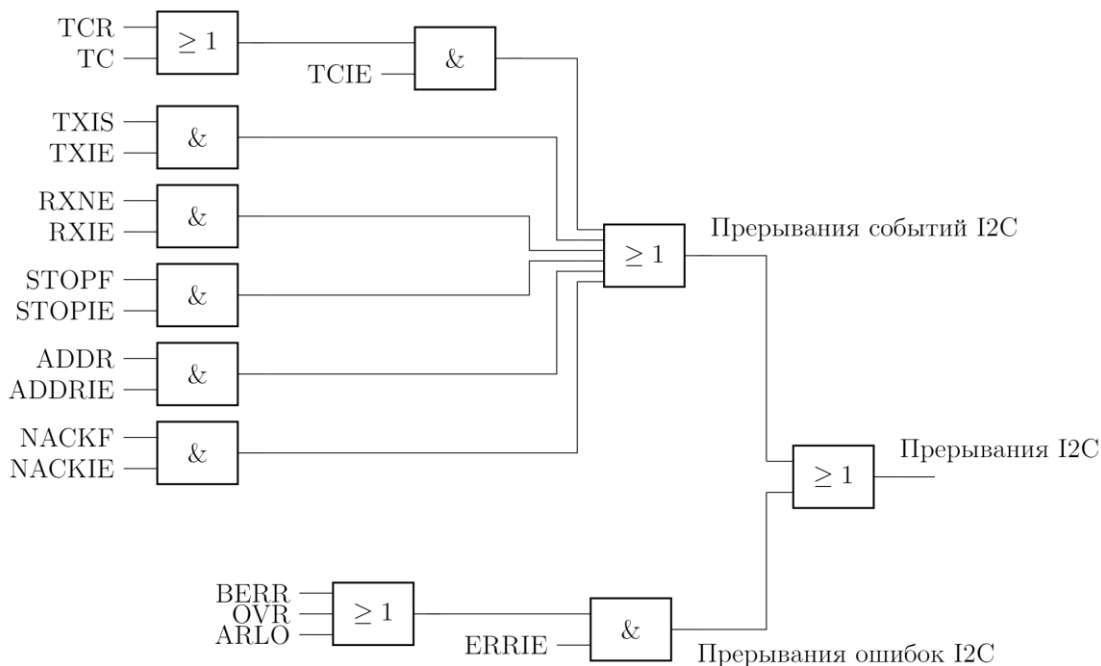 TCR
TC
≥ 1
TCIE
&
TXIS
TXIE
&
RXNE
RXIE
&
STOPF
STOPIE
&
ADDR
ADDRIE
&
NACKF
NACKIE
&
≥ 1
Прерывания событий I2C
≥ 1
Прерывания I2C
BERR
OVR
ARLO
≥ 1
ERRIE
&
Прерывания ошибок I2C